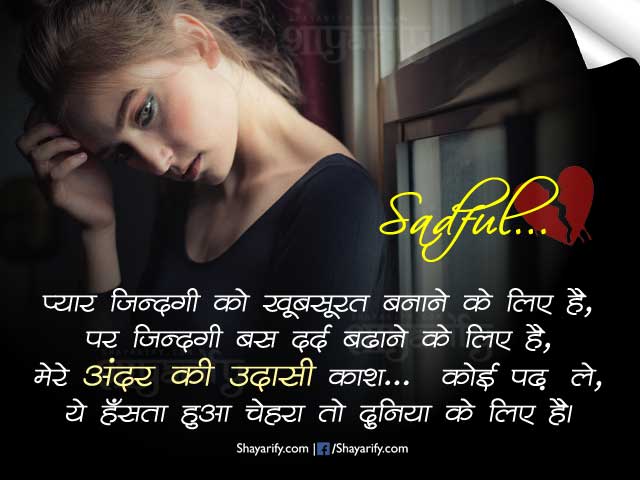 Sadful...
प्यार जिन्दगी को खूबसूरत बनाने के लिए है,
पर जिन्दगी बस दर्द बढाने के लिए है,
मेरे अंदर की उदासी काश... कोई पढ़ ले,
ये हँसता हुआ चेहरा तो दुनिया के लिए है।
Shayarify.com | f /Shayarify.com